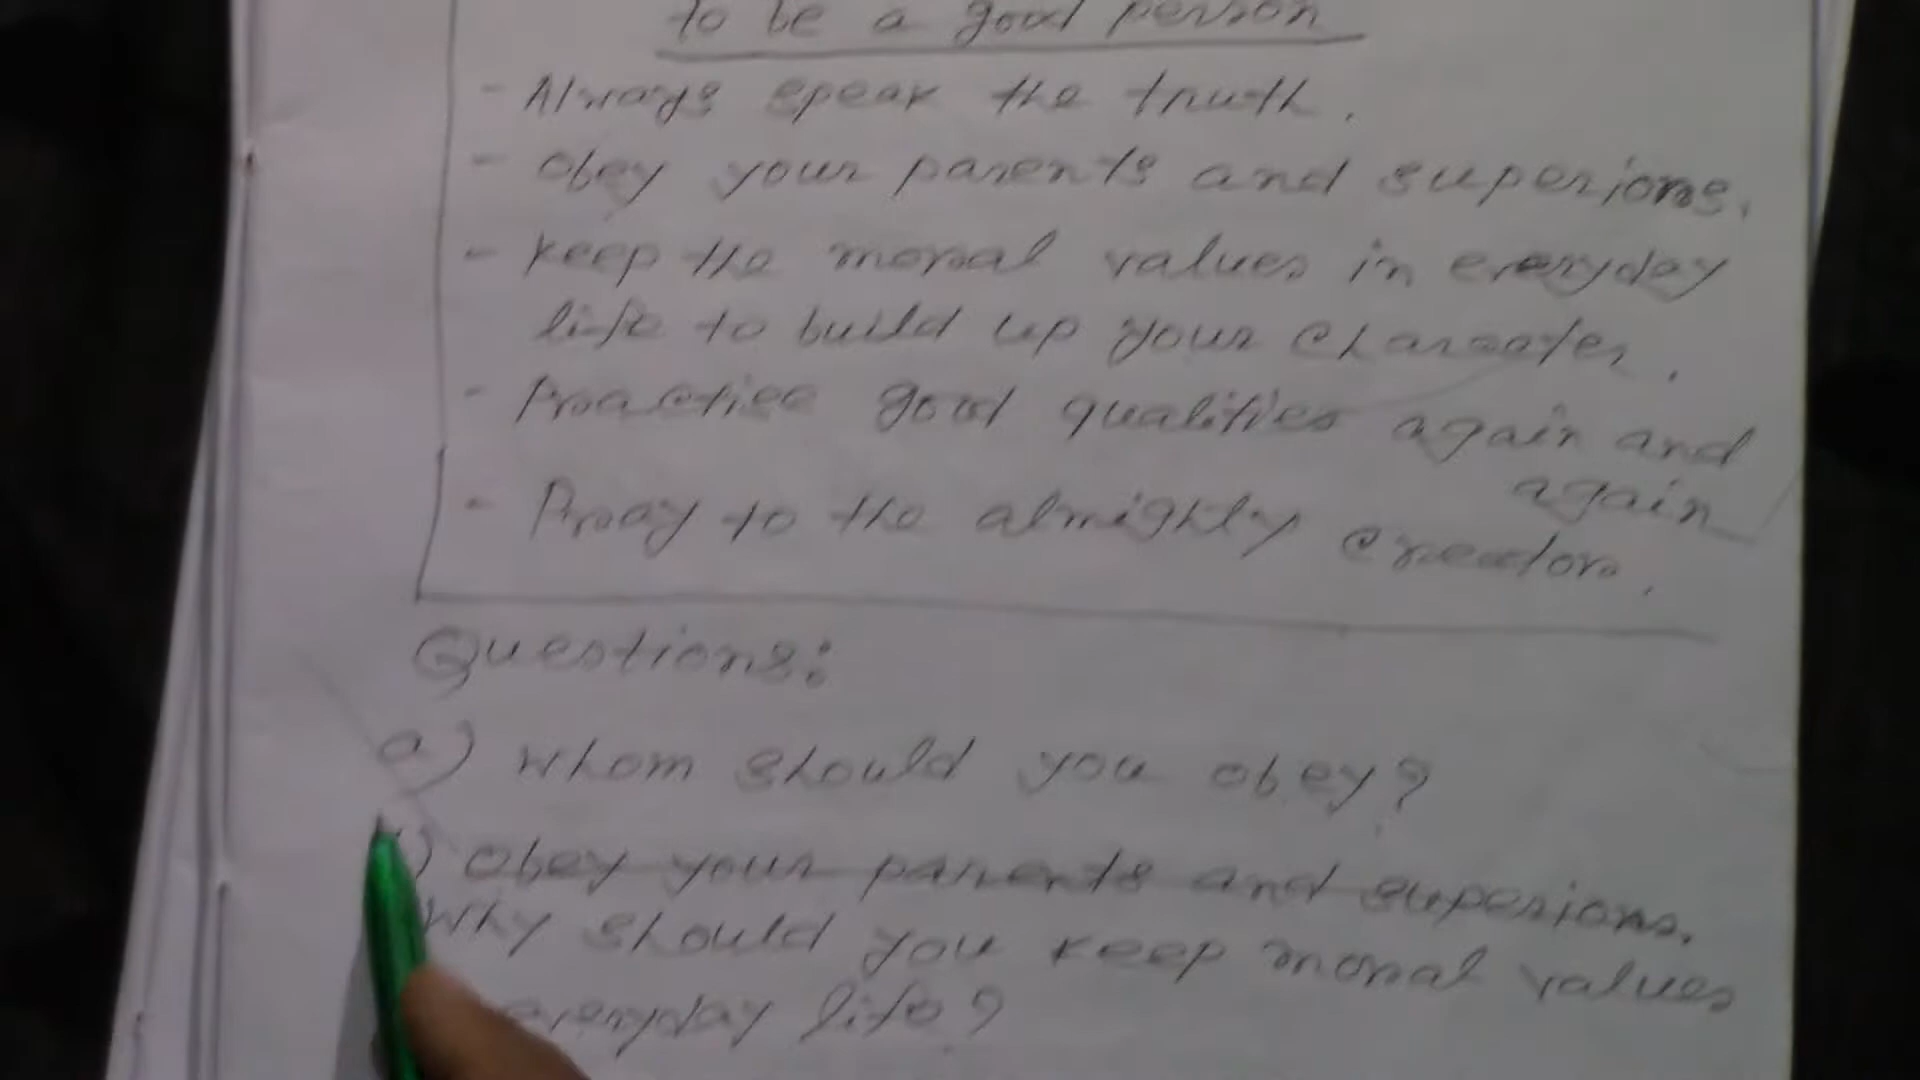 to be a good person
- Always speak the truth.
- Obey your parents and superiors.
- Keep the moral values in everyday
life to build up your character.
- Practice good qualities again and
again
- Pray to the almighty creator.
Questions:
a) Whom should you obey?
) Obey your parents and superiors.
Why should you keep moral values
everyday life?